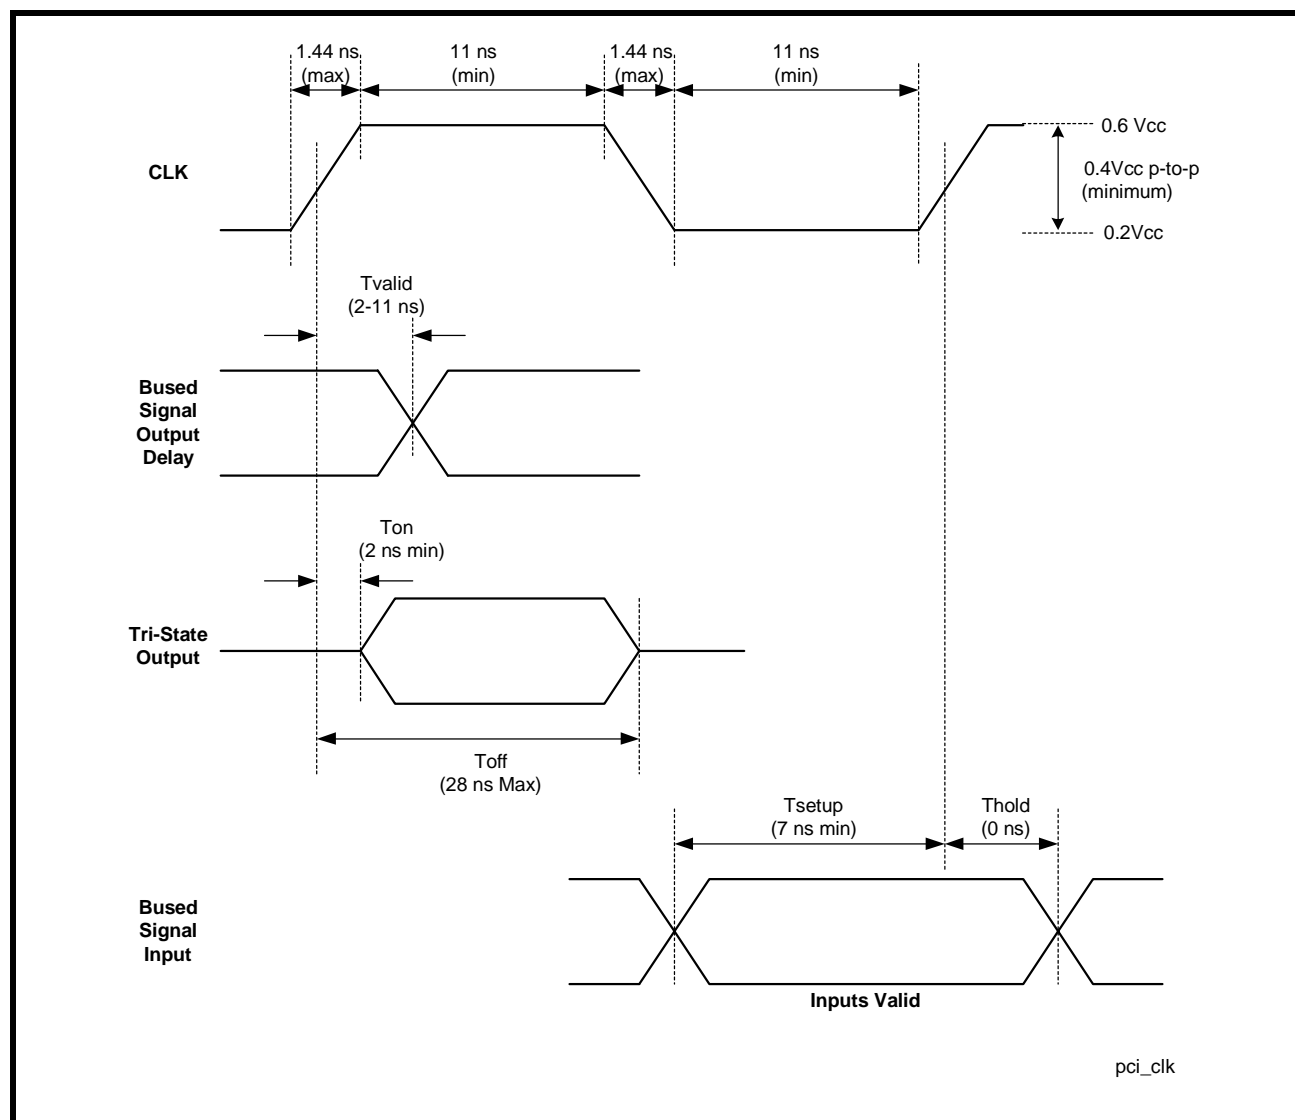 1.44 ns
(max)
11 ns
(min)
1.44 ns
(max)
11 ns
(min)
0.6 Vcc
CLK
0.4Vcc p-to-p
(minimum)
0.2Vcc
Tvalid
(2-11 ns)
Bused
Signal
Output
Delay
Ton
(2 ns min)
Tri-State
Output
Toff
(28 ns Max)
Tsetup
(7 ns min)
Thold
(0 ns)
Bused
Signal
Input
Inputs Valid
pci_clk